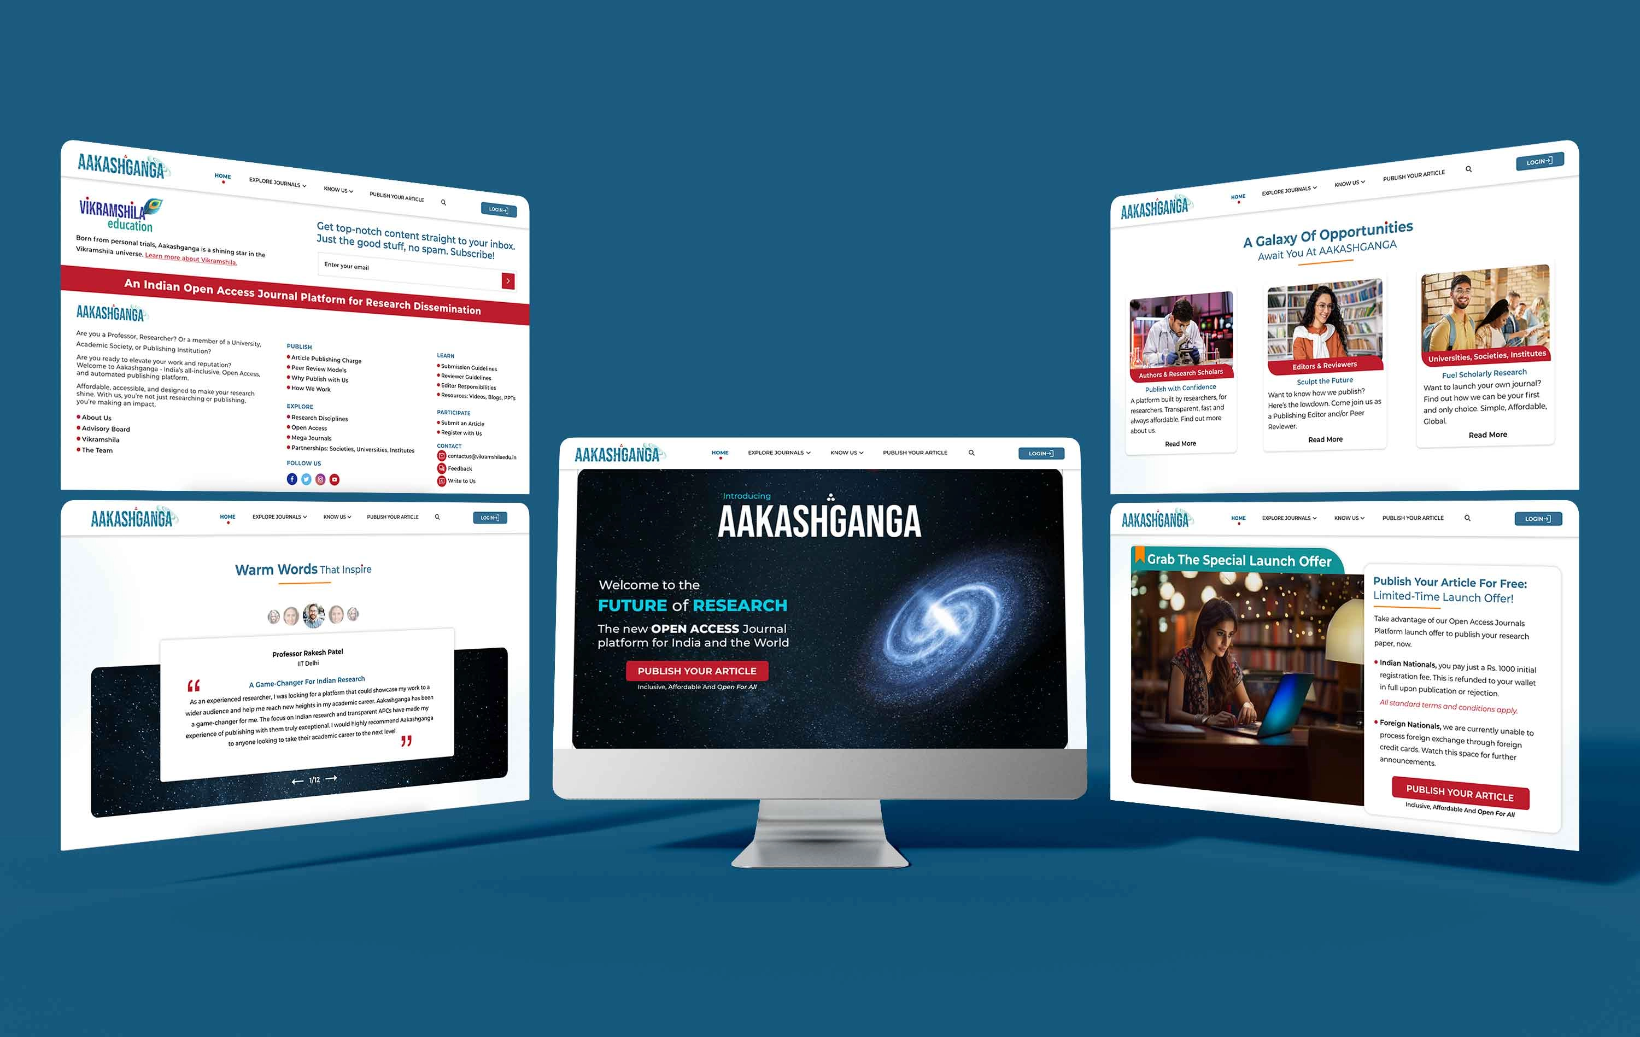 AAKASHGANGA
HOME
EXPLORE JOURNALS
KNOW US
PUBLISH YOUR ARTICLE
LOGIN
VIKRAMSHILA
education
Born from personal trials, Aakashganga is a shining star in the
Vikramshila universe. Learn more about Vikramshila.
Get top-notch content straight to your inbox.
Just the good stuff, no spam. Subscribe!
Enter your email
An Indian Open Access Journal Platform for Research Dissemination
AAKASHGANGA
Are you a Professor, Researcher? Or a member of a University,
Academic Society, or Publishing Institution?
Are you ready to elevate your work and reputation?
Welcome to Aakashganga - India's all-inclusive, Open Access,
and automated publishing platform.
Affordable, accessible, and designed to make your research
shine. With us, you're not just researching or publishing,
you're making an impact.
About Us
Advisory Board
Vikramshila
The Team
PUBLISH
Article Publishing Charge
Peer Review Models
Why Publish with Us
How We Work
EXPLORE
Research Disciplines
Open Access
Mega Journals
Partnerships: Societies, Universities, Institutes
FOLLOW US
LEARN
Submission Guidelines
Reviewer Guidelines
Editor Responsibilities
Resources: Videos, Blogs, PPTs
PARTICIPATE
Submit an Article
Register with Us
CONTACT
contactus@vikramshilaedu.in
Feedback
Write to Us
AAKASHGANGA
HOME
EXPLORE JOURNALS
KNOW US
PUBLISH YOUR ARTICLE
LOGIN
Warm Words That Inspire
Professor Rakesh Patel
IIT Delhi
A Game-Changer For Indian Research
“
As an experienced researcher, I was looking for a platform that could showcase my work to a
wider audience and help me reach new heights in my academic career. Aakashganga has been
a game-changer for me. The focus on Indian research and transparent APCs have made my
experience of publishing with them truly exceptional. I would highly recommend Aakashganga
to anyone looking to take their academic career to the next level
”
1/12
AAKASHGANGA
HOME
EXPLORE JOURNALS
KNOW US
PUBLISH YOUR ARTICLE
LOGIN
Introducing
AAKASHGANGA
Welcome to the
FUTURE of RESEARCH
The new OPEN ACCESS Journal
platform for India and the World
PUBLISH YOUR ARTICLE
Inclusive, Affordable And Open For All
AAKASHGANGA
HOME
EXPLORE JOURNALS
KNOW US
PUBLISH YOUR ARTICLE
LOGIN
A Galaxy Of Opportunities
Await You At AAKASHGANGA
Authors & Research Scholars
Publish with Confidence
A platform built by researchers, for
researchers. Transparent, fast and
always affordable. Find out more
about us.
Read More
Editors & Reviewers
Sculpt the Future
Want to know how we publish?
Here's the lowdown. Come join us as
a Publishing Editor and/or Peer
Reviewer.
Read More
Universities, Societies, Institutes
Fuel Scholarly Research
Want to launch your own journal?
Find out how we can be your first
and only choice. Simple, Affordable,
Global.
Read More
AAKASHGANGA
HOME
EXPLORE JOURNALS
KNOW US
PUBLISH YOUR ARTICLE
LOGIN
Grab The Special Launch Offer
Publish Your Article For Free:
Limited-Time Launch Offer!
Take advantage of our Open Access Journals
Platform launch offer to publish your research
paper, now.
Indian Nationals, you pay just a Rs. 1000 initial
registration fee. This is refunded to your wallet
in full upon publication or rejection.
All standard terms and conditions apply.
Foreign Nationals, we are currently unable to
process foreign exchange through foreign
credit cards. Watch this space for further
announcements.
PUBLISH YOUR ARTICLE
Inclusive, Affordable And Open For All